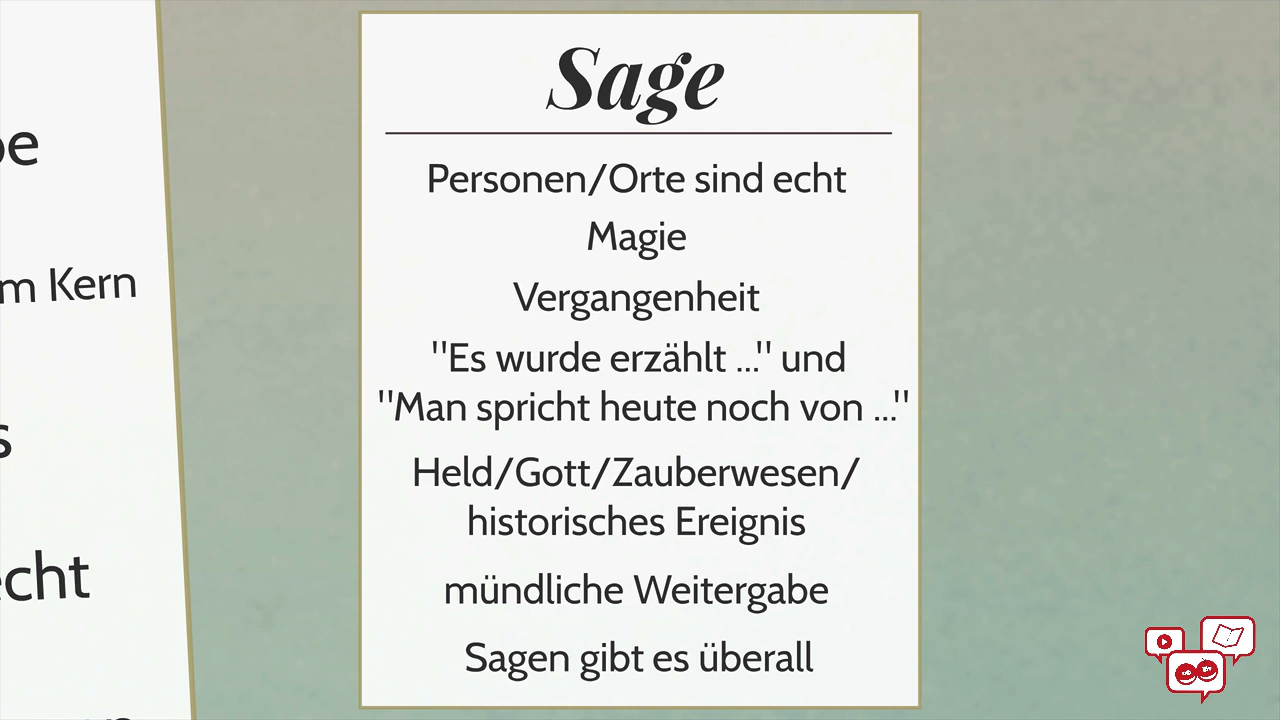 m Kern
echt
Sage
Personen/Orte sind echt
Magie
Vergangenheit
"Es wurde erzählt ..." und
"Man spricht heute noch von ..."
Held/Gott/Zauberwesen/
historisches Ereignis
mündliche Weitergabe
Sagen gibt es überall